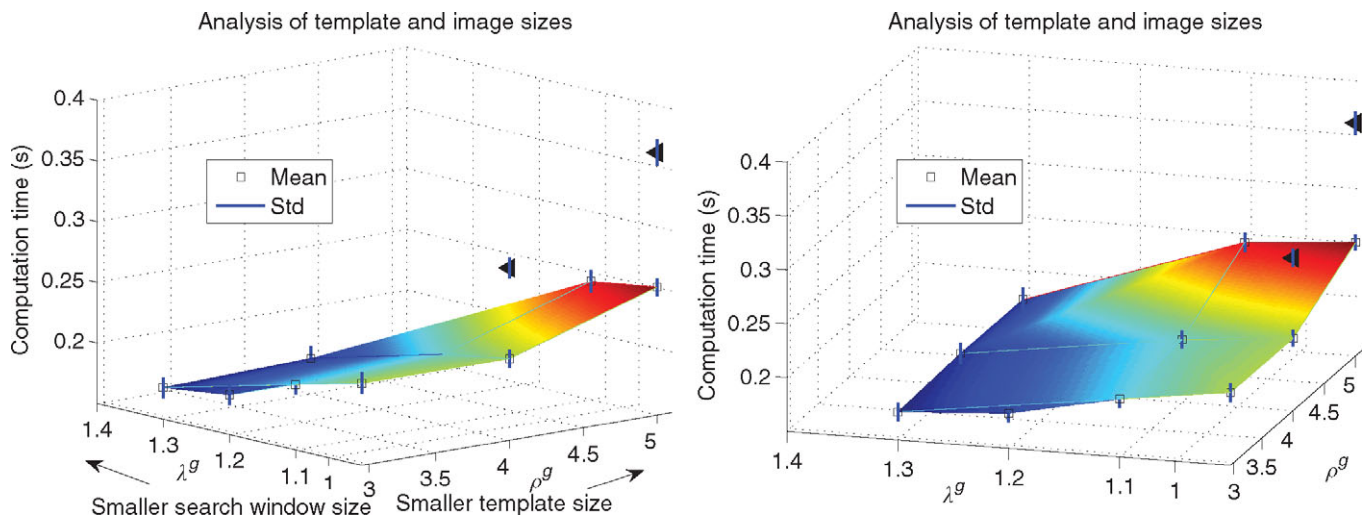 Analysis of template and image sizes
0.4
0.35
0.3
0.25
0.2
Computation time (s)
Mean
Std
1.4
1.3
1.2
1.1
1
λg
3
3.5
4
4.5
5
ρg
Smaller search window size
Smaller template size
Analysis of template and image sizes
0.4
0.35
0.3
0.25
0.2
Computation time (s)
Mean
Std
1.4
1.3
1.2
1.1
1
λg
3
3.5
4
4.5
5
ρg